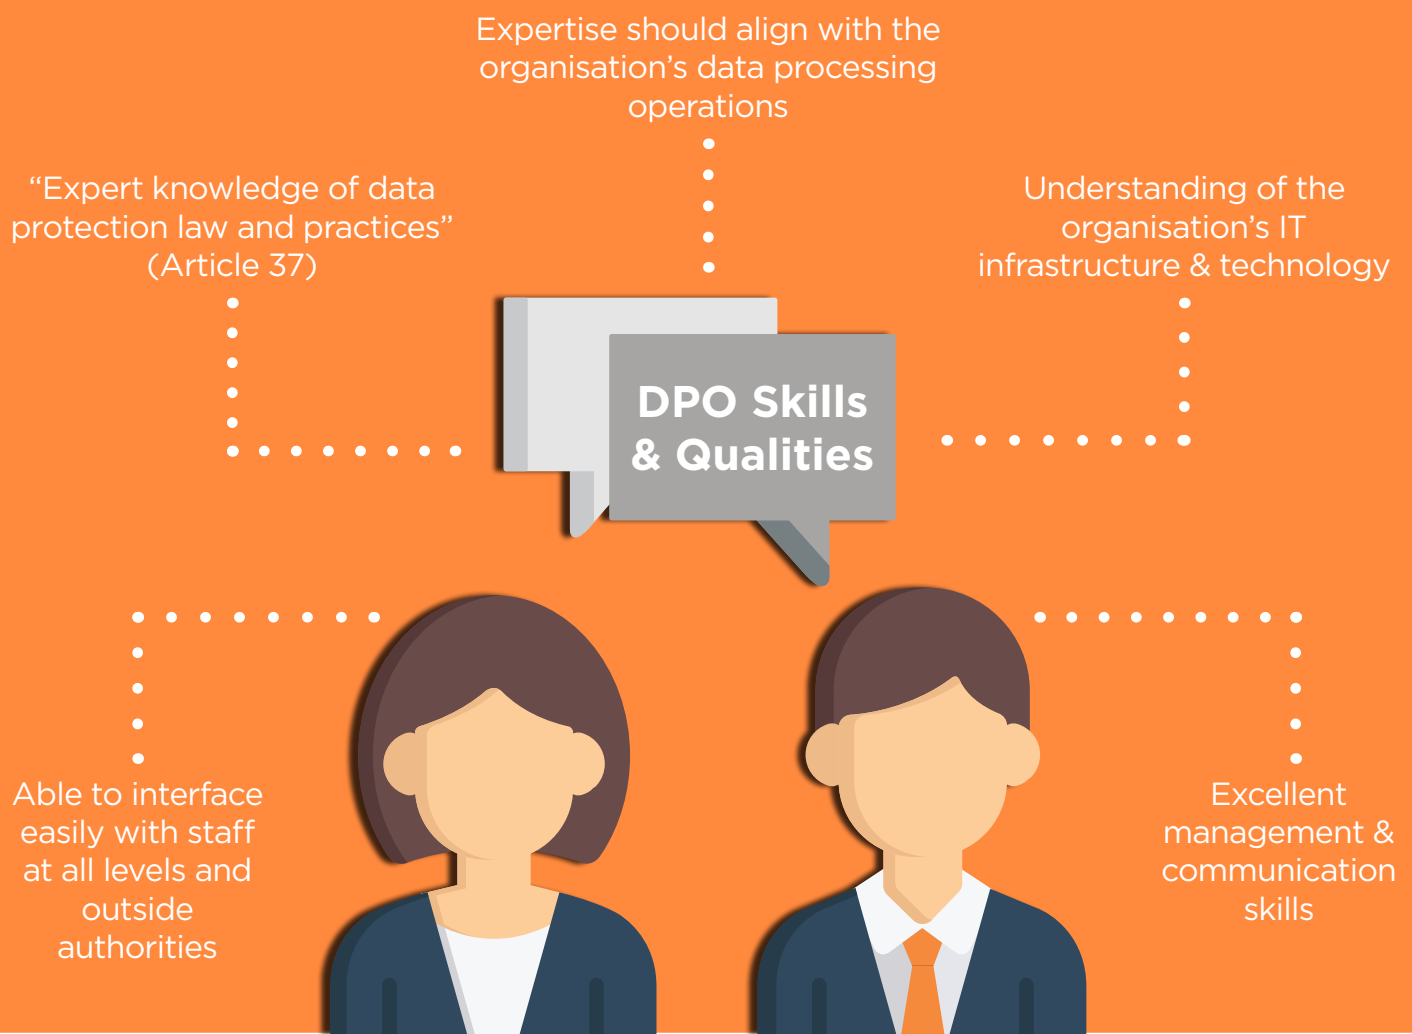 Expertise should align with the
organisation’s data processing
operations
“Expert knowledge of data
protection law and practices”
(Article 37)
Understanding of the
organisation’s IT
infrastructure & technology
DPO Skills
& Qualities
Able to interface
easily with staff
at all levels and
outside
authorities
Excellent
management &
communication
skills